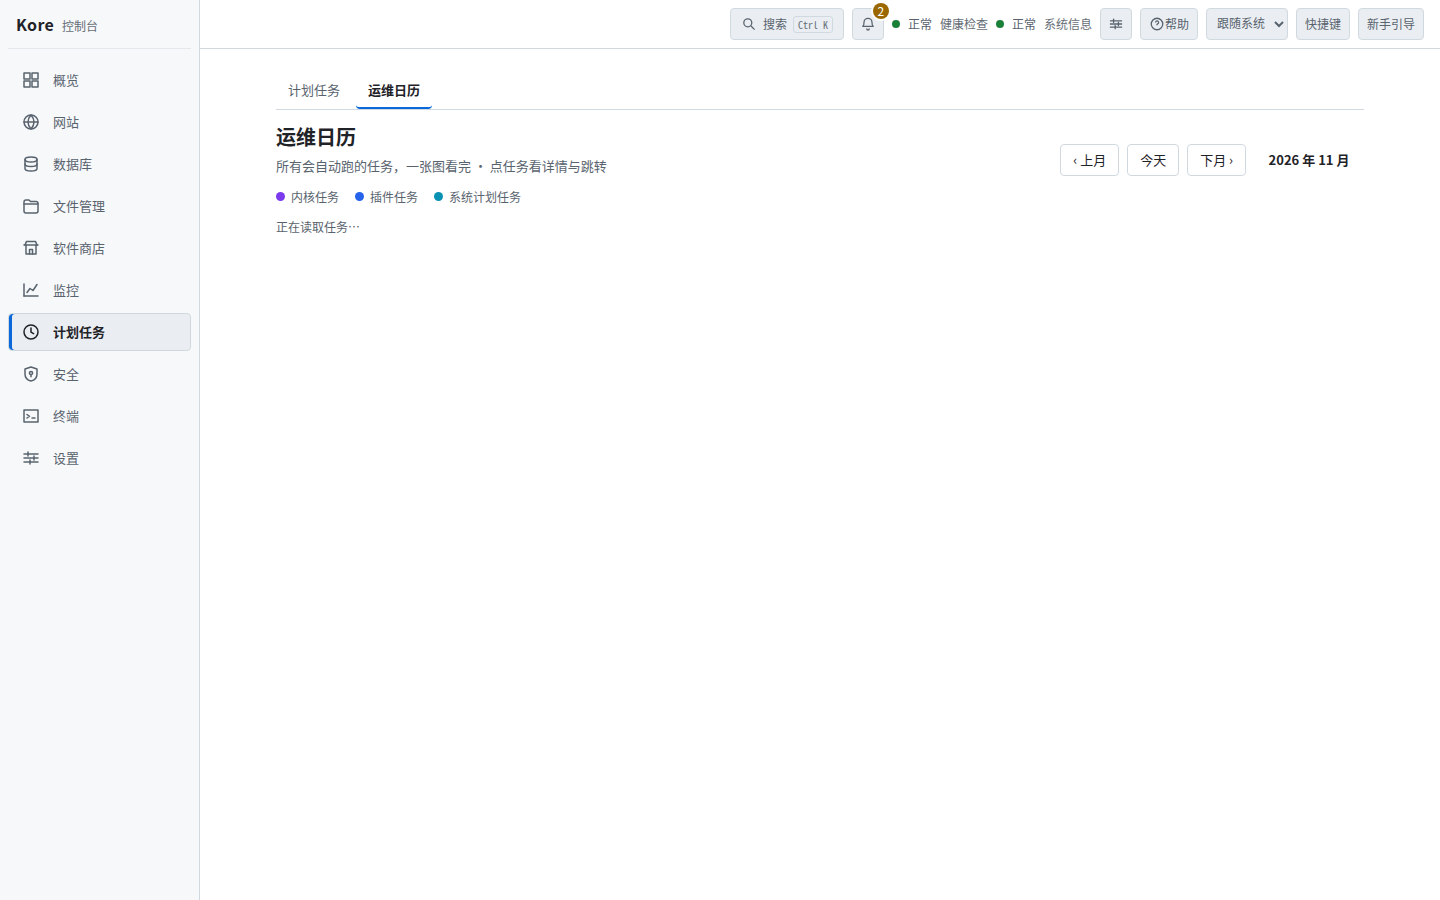 Kore 控制台
搜索 Ctrl K
2
正常 健康检查
正常 系统信息
帮助
跟随系统
快捷键
新手引导
概览
网站
数据库
文件管理
软件商店
监控
计划任务
安全
终端
设置
计划任务 运维日历
运维日历
所有会自动跑的任务，一张图看完 · 点任务看详情与跳转
‹ 上月 今天 下月 › 2026 年 11 月
内核任务 插件任务 系统计划任务
正在读取任务…